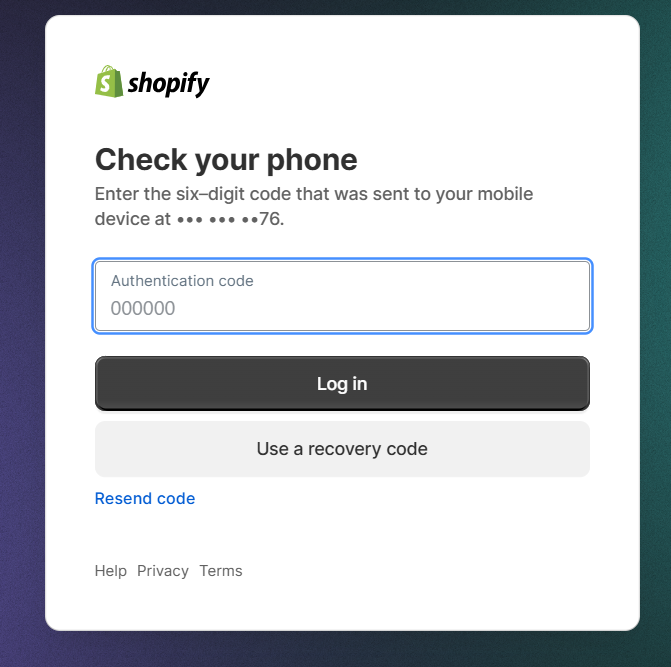 shopify
Check your phone
Enter the six–digit code that was sent to your mobile
device at ••• ••• ••76.
Authentication code
000000
Log in
Use a recovery code
Resend code
Help Privacy Terms